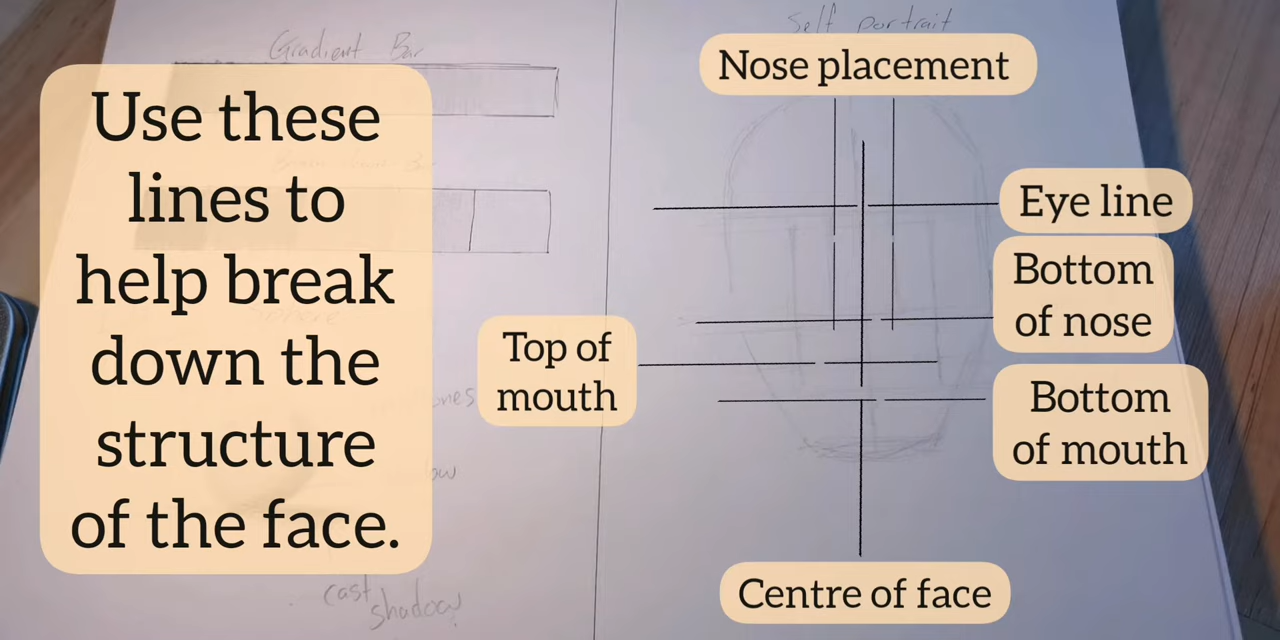 Gradient Bar
Self portrait
Use these
lines to
help break
down the
structure
of the face.
Nose placement
Eye line
Bottom
of nose
Top of
mouth
Bottom
of mouth
Centre of face
cast
shadow